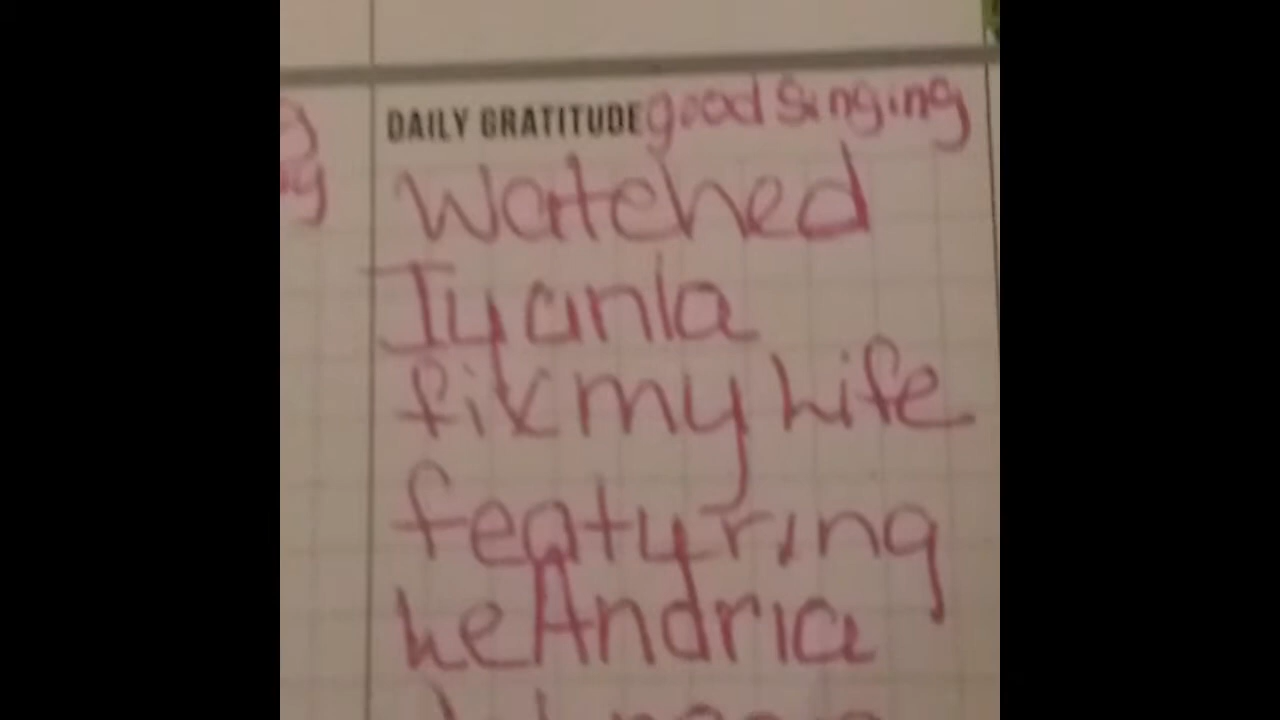 DAILY GRATITUDE good singing
Watched
Iyanla
fix my Life
featuring
LeAndria